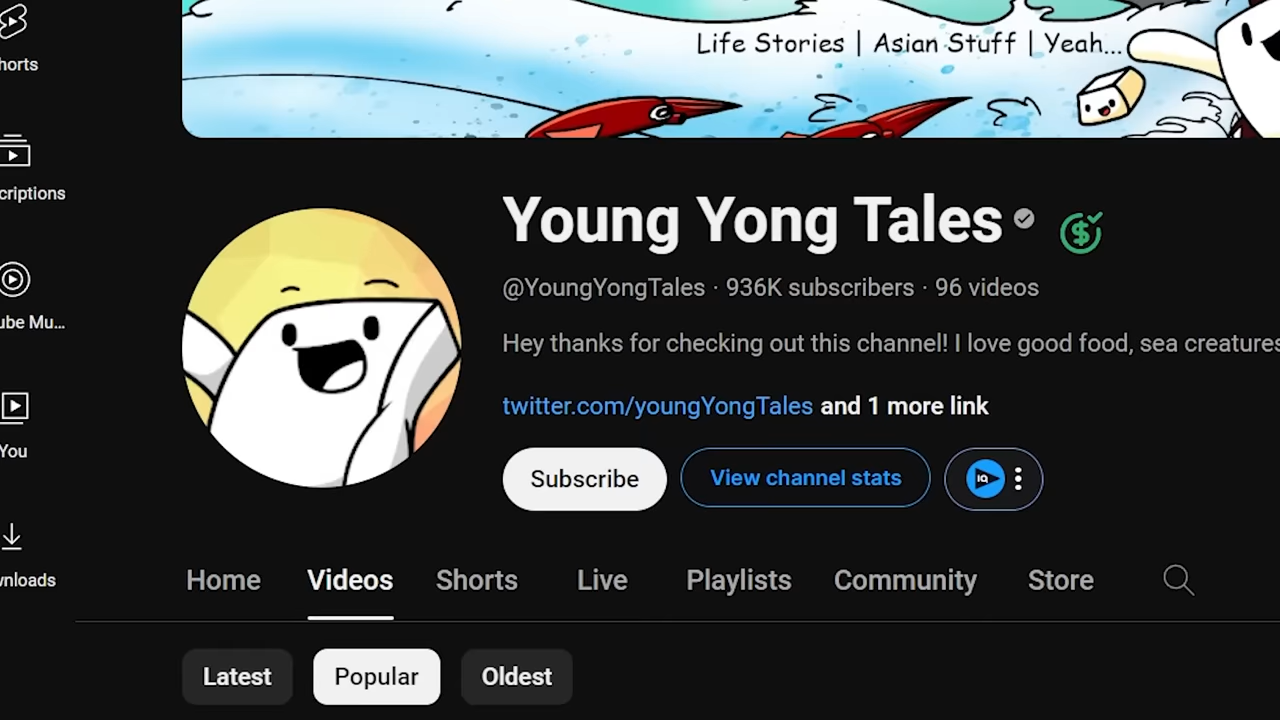 Life Stories | Asian Stuff | Yeah...
horts
criptions
ube Mu...
You
wnloads
Young Yong Tales
@YoungYongTales · 936K subscribers · 96 videos
Hey thanks for checking out this channel! I love good food, sea creatures
twitter.com/youngYongTales and 1 more link
Subscribe
View channel stats
IQ
Home
Videos
Shorts
Live
Playlists
Community
Store
Latest
Popular
Oldest